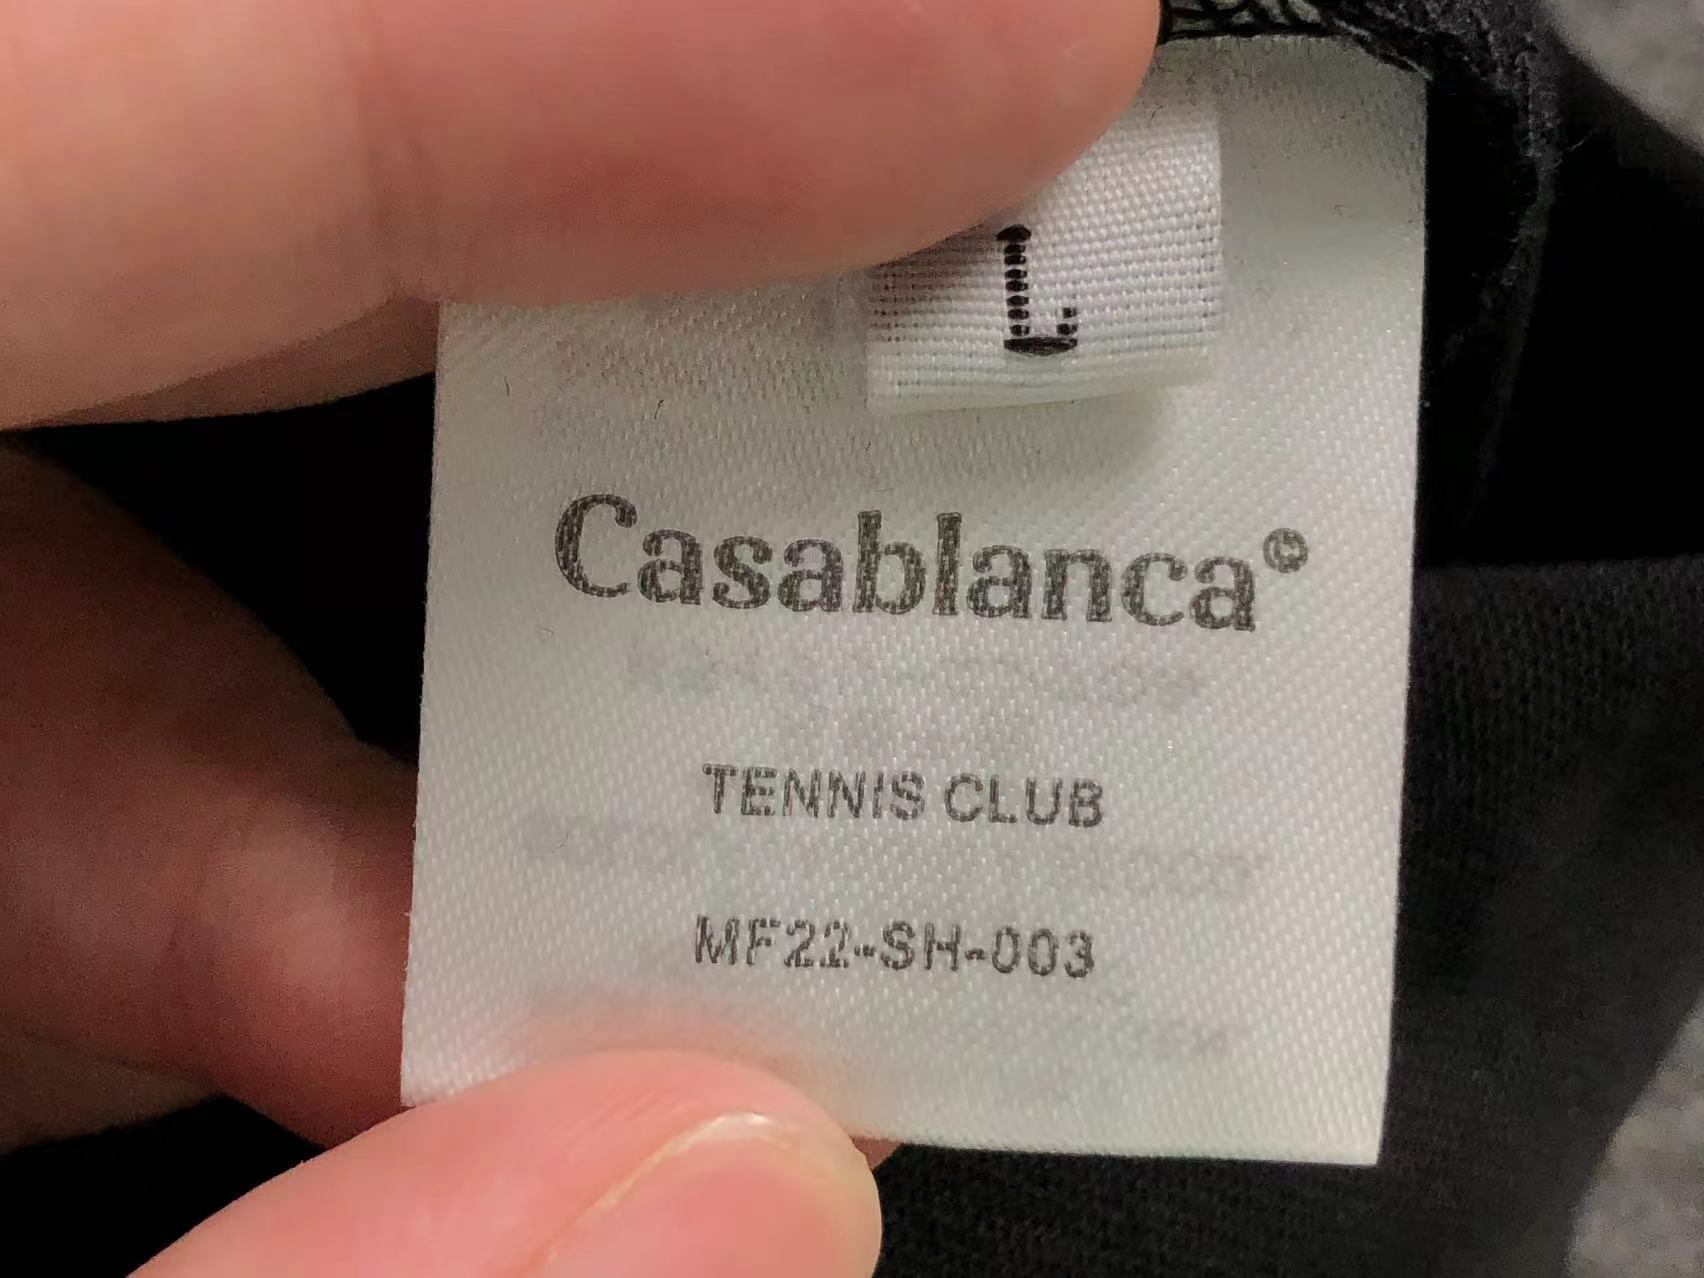 L
Casablanca©
TENNIS CLUB
MF22-SH-003